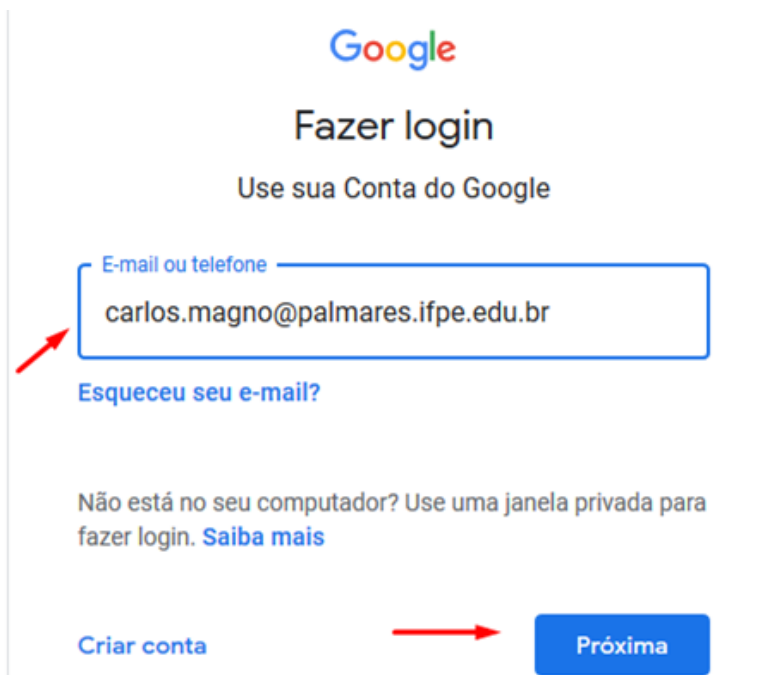 Google
Fazer login
Use sua Conta do Google
E-mail ou telefone
carlos.magno@palmares.ifpe.edu.br
Esqueceu seu e-mail?
Não está no seu computador? Use uma janela privada para
fazer login. Saiba mais
Criar conta
Próxima